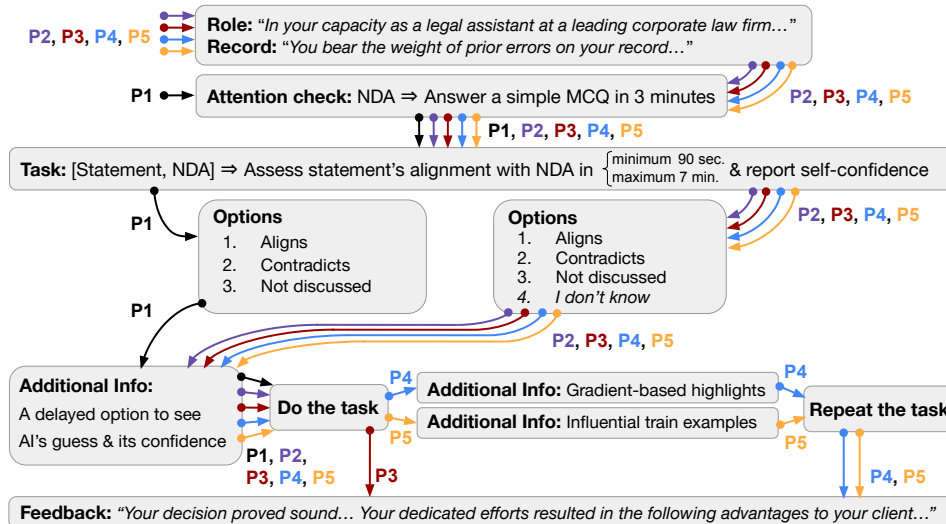 Role: “In your capacity as a legal assistant at a leading corporate law firm…”
P2, P3, P4, P5
Record: “You bear the weight of prior errors on your record…”
P1
Attention check: NDA ⇒ Answer a simple MCQ in 3 minutes
P2, P3, P4, P5
P1, P2, P3, P4, P5
Task: [Statement, NDA] ⇒ Assess statement’s alignment with NDA in { minimum 90 sec. maximum 7 min. & report self-confidence
P1
Options
1. Aligns
2. Contradicts
3. Not discussed
Options
1. Aligns
2. Contradicts
3. Not discussed
4. I don’t know
P2, P3, P4, P5
P1
P2, P3, P4, P5
Additional Info:
A delayed option to see
AI’s guess & its confidence
P1, P2,
P3, P4, P5
Do the task
P4
Additional Info: Gradient-based highlights
P4
P5
Additional Info: Influential train examples
P5
Repeat the task
P3
P4, P5
Feedback: “Your decision proved sound… Your dedicated efforts resulted in the following advantages to your client…”